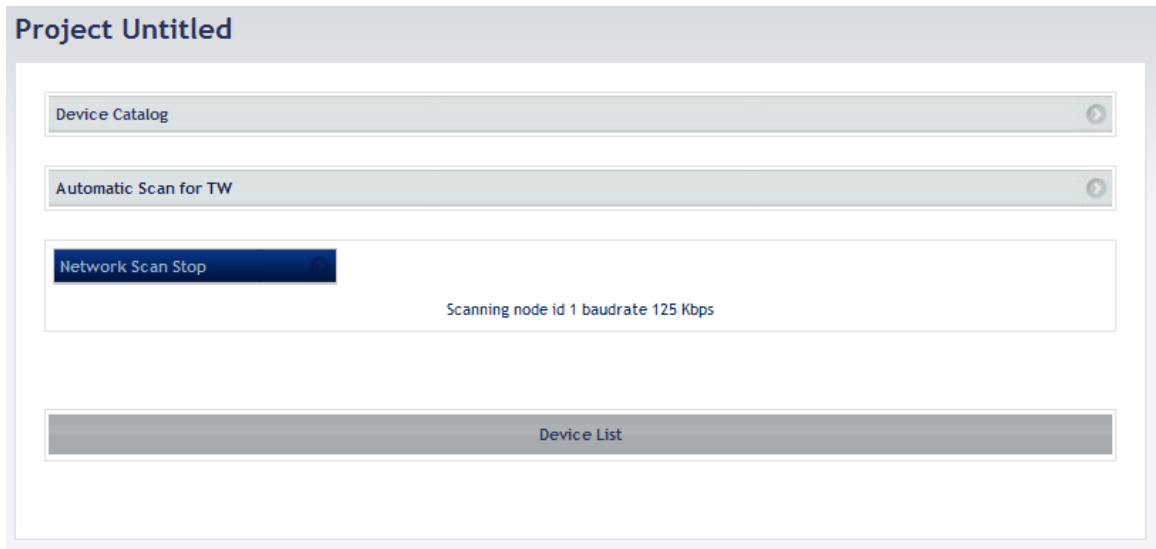 Project Untitled
Device Catalog
Automatic Scan for TW
Network Scan Stop
Scanning node id 1 baudrate 125 Kbps
Device List